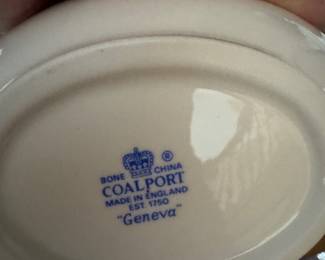 ®
BONE CHINA
COALPORT
MADE IN ENGLAND
EST. 1750
"Geneva"